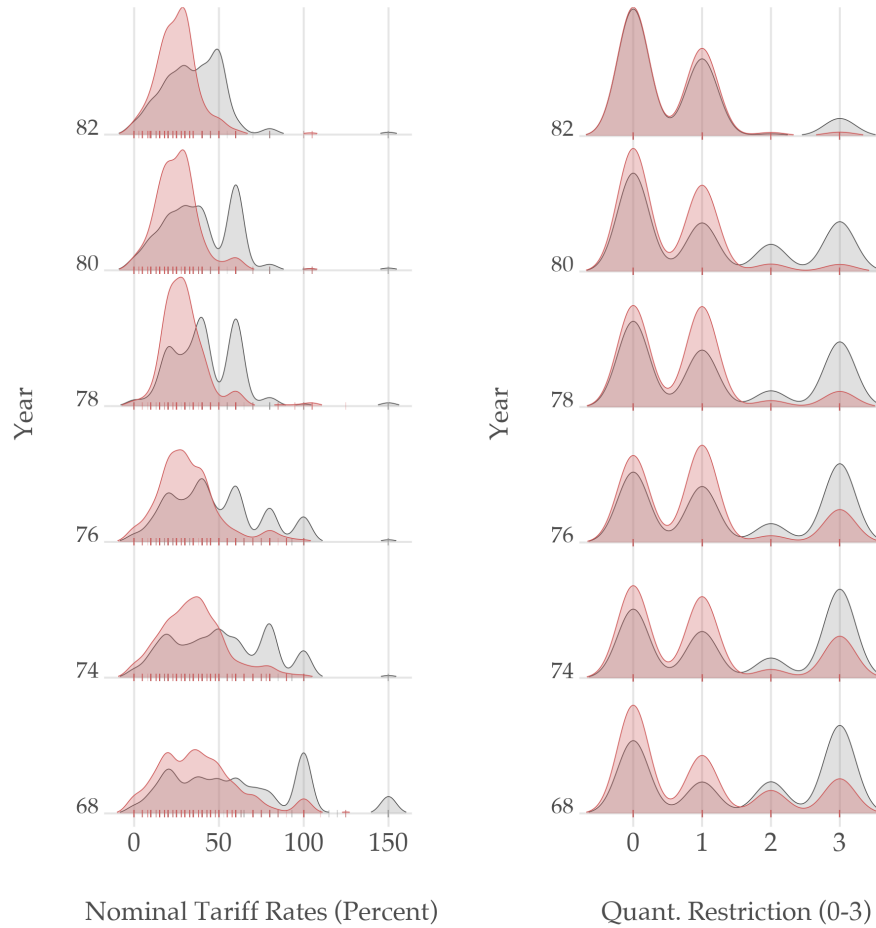 Year
82
80
78
76
74
68
0 50 100 150
Nominal Tariff Rates (Percent)
Year
82
80
78
76
74
68
0 1 2 3
Quant. Restriction (0-3)